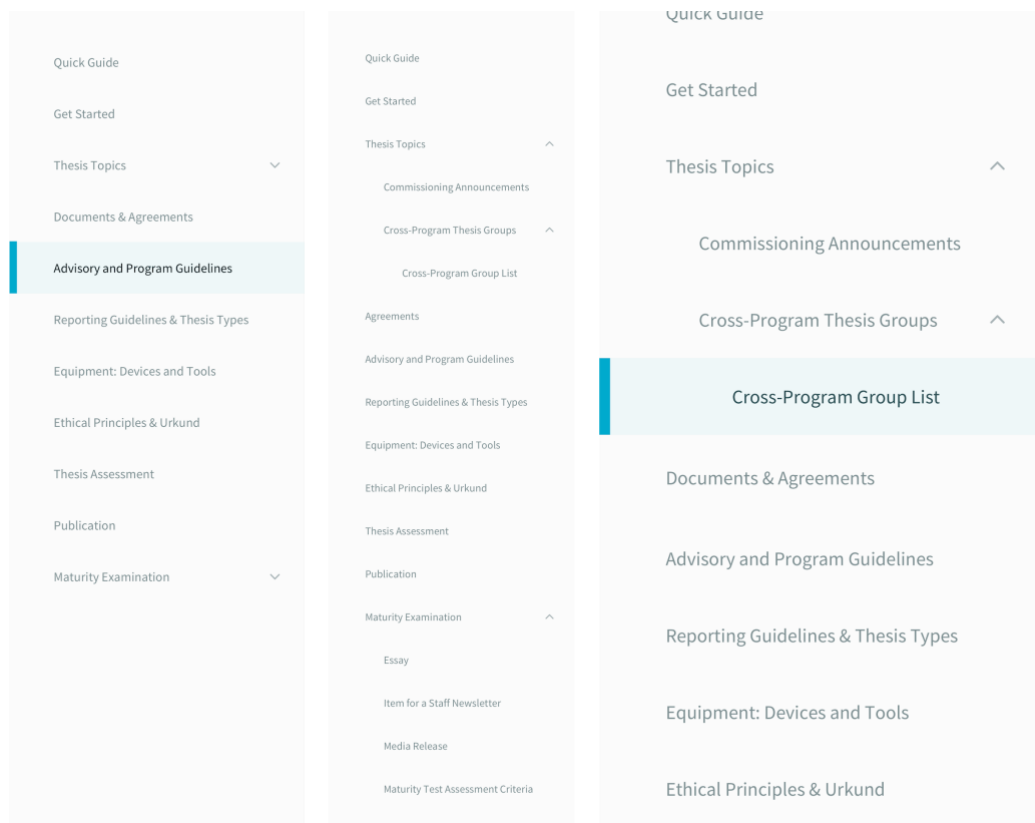 Quick Guide
Get Started
Thesis Topics
Documents & Agreements
Advisory and Program Guidelines
Reporting Guidelines & Thesis Types
Equipment: Devices and Tools
Ethical Principles & Urkund
Thesis Assessment
Publication
Maturity Examination
Quick Guide
Get Started
Thesis Topics
Commissioning Announcements
Cross-Program Thesis Groups
Cross-Program Group List
Agreements
Advisory and Program Guidelines
Reporting Guidelines & Thesis Types
Equipment: Devices and Tools
Ethical Principles & Urkund
Thesis Assessment
Publication
Maturity Examination
Essay
Item for a Staff Newsletter
Media Release
Maturity Test Assessment Criteria
Quick Guide
Get Started
Thesis Topics
Commissioning Announcements
Cross-Program Thesis Groups
Cross-Program Group List
Documents & Agreements
Advisory and Program Guidelines
Reporting Guidelines & Thesis Types
Equipment: Devices and Tools
Ethical Principles & Urkund